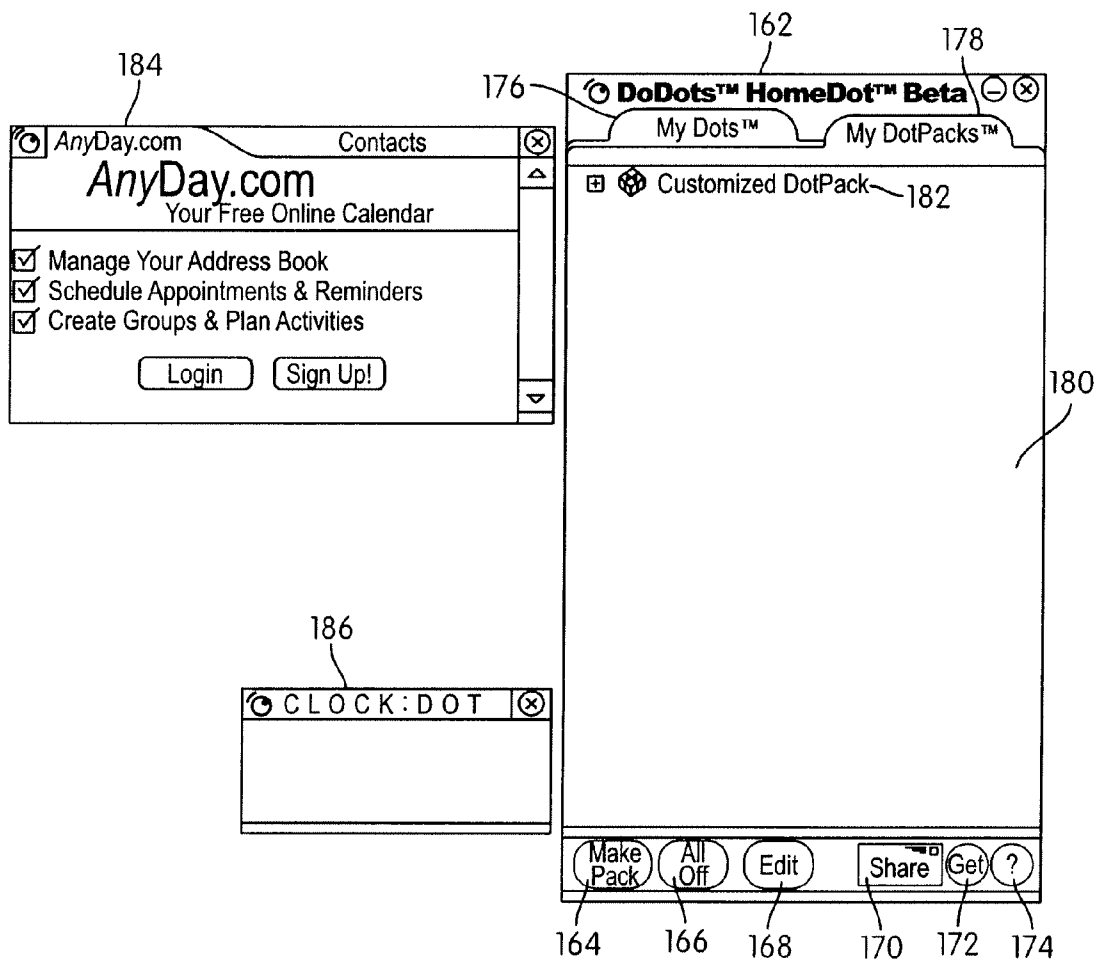 162
178
184
176
DoDots™ HomeDot™ Beta
My Dots™
My DotPacks™
AnyDay.com Contacts
AnyDay.com
Your Free Online Calendar
Customized DotPack
182
Manage Your Address Book
Schedule Appointments & Reminders
Create Groups & Plan Activities
Login Sign Up!
180
186
CLOCK:DOT
Make Pack
All Off
Edit
Share
Get
?
164 166 168 170 172 174